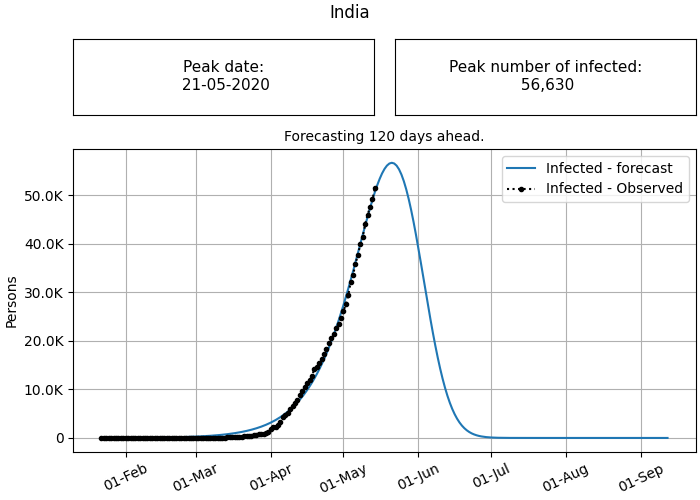 India
Peak date:
21-05-2020
Peak number of infected:
56,630
Forecasting 120 days ahead.
Infected - forecast
Infected - Observed
Persons
50.0K
40.0K
30.0K
20.0K
10.0K
0
01-Feb
01-Mar
01-Apr
01-May
01-Jun
01-Jul
01-Aug
01-Sep